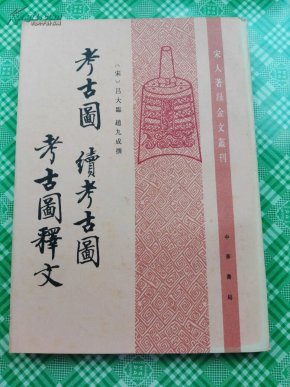 宋人著录金文叢刊
中華書局
〔宋〕吕大臨 趙九成撰
考古圖 續考古圖
考古圖釋文